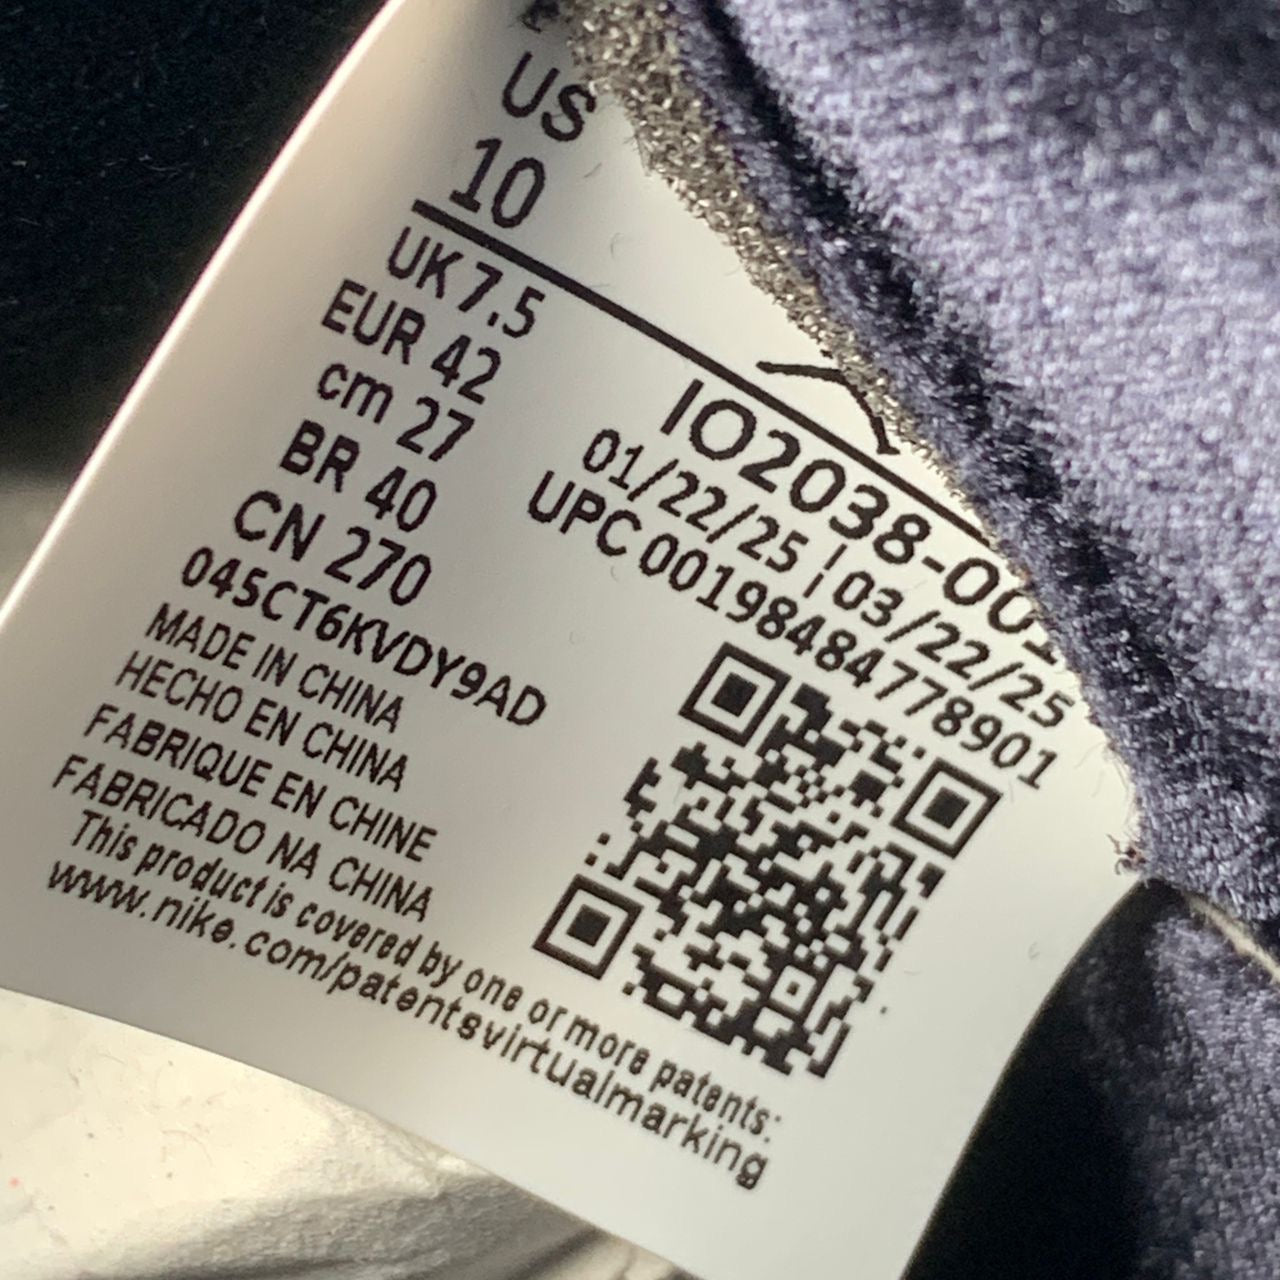 US
10
UK 7.5
EUR 42
cm 27
BR 40
CN 270
045CT6KVDY9AD
MADE IN CHINA
HECHO EN CHINA
FABRIQUE EN CHINE
FABRICADO NA CHINA
This product is covered by one or more patents:
www.nike.com/patentsvirtualmarking
IO2038-001
01/22/25 | 03/22/25
UPC 00198484778901